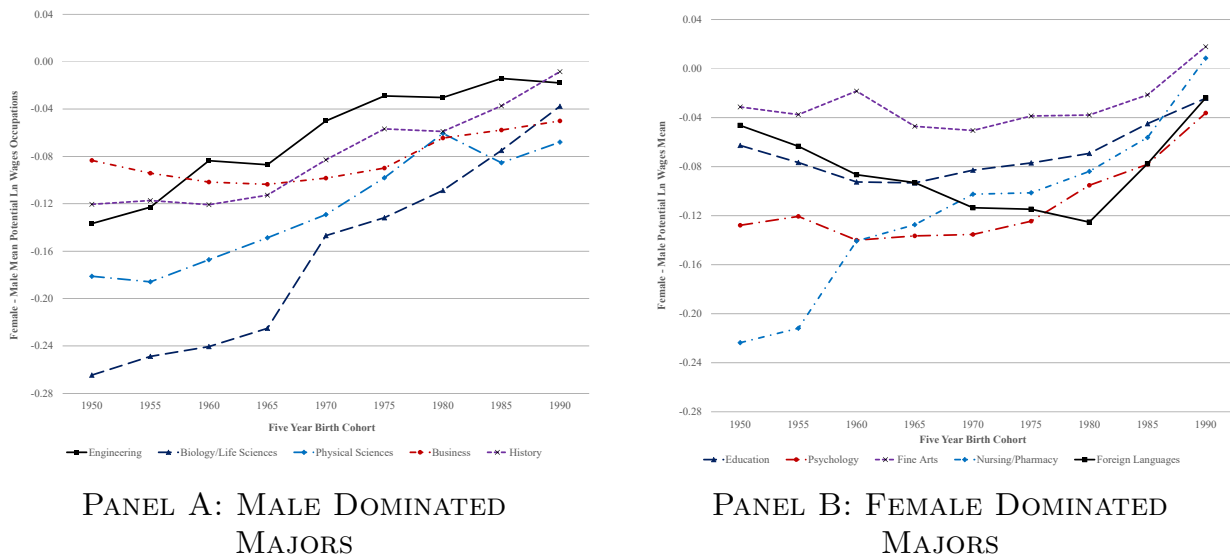 0.04
0.00
-0.04
-0.08
-0.12
-0.16
-0.20
-0.24
-0.28
Female - Male Mean Potential Ln Wages Occupations
1950 1955 1960 1965 1970 1975 1980 1985 1990
Five Year Birth Cohort
Engineering Biology/Life Sciences Physical Sciences Business History
PANEL A: MALE DOMINATED
MAJORS
0.04
0.00
-0.04
-0.08
-0.12
-0.16
-0.20
-0.24
-0.28
Female - Male Potential Ln Wages Mean
1950 1955 1960 1965 1970 1975 1980 1985 1990
Five Year Birth Cohort
Education Psychology Fine Arts Nursing/Pharmacy Foreign Languages
PANEL B: FEMALE DOMINATED
MAJORS